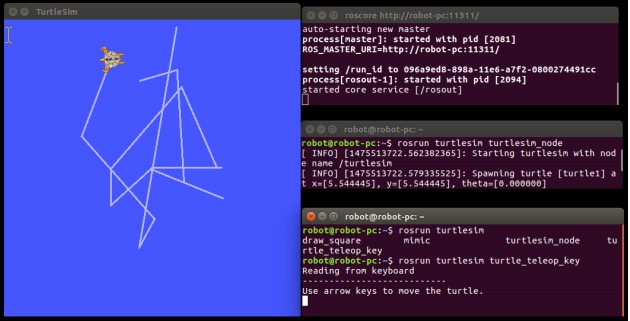 TurtleSim
roscore http://robot-pc:11311/
auto-starting new master
process[master]: started with pid [2081]
ROS_MASTER_URI=http://robot-pc:11311/
setting /run_id to 096a9ed8-898a-11e6-a7f2-0800274491cc
process[rosout-1]: started with pid [2094]
started core service [/rosout]
robot@robot-pc: ~
robot@robot-pc:~$ rosrun turtlesim turtlesim_node
[ INFO] [1475513722.562382365]: Starting turtlesim with nod
e name /turtlesim
[ INFO] [1475513722.579335525]: Spawning turtle [turtle1] a
t x=[5.544445], y=[5.544445], theta=[0.000000]
robot@robot-pc: ~
robot@robot-pc:~$ rosrun turtlesim
draw_square mimic turtlesim_node tu
rtle_teleop_key
robot@robot-pc:~$ rosrun turtlesim turtle_teleop_key
Reading from keyboard
---------------------------
Use arrow keys to move the turtle.